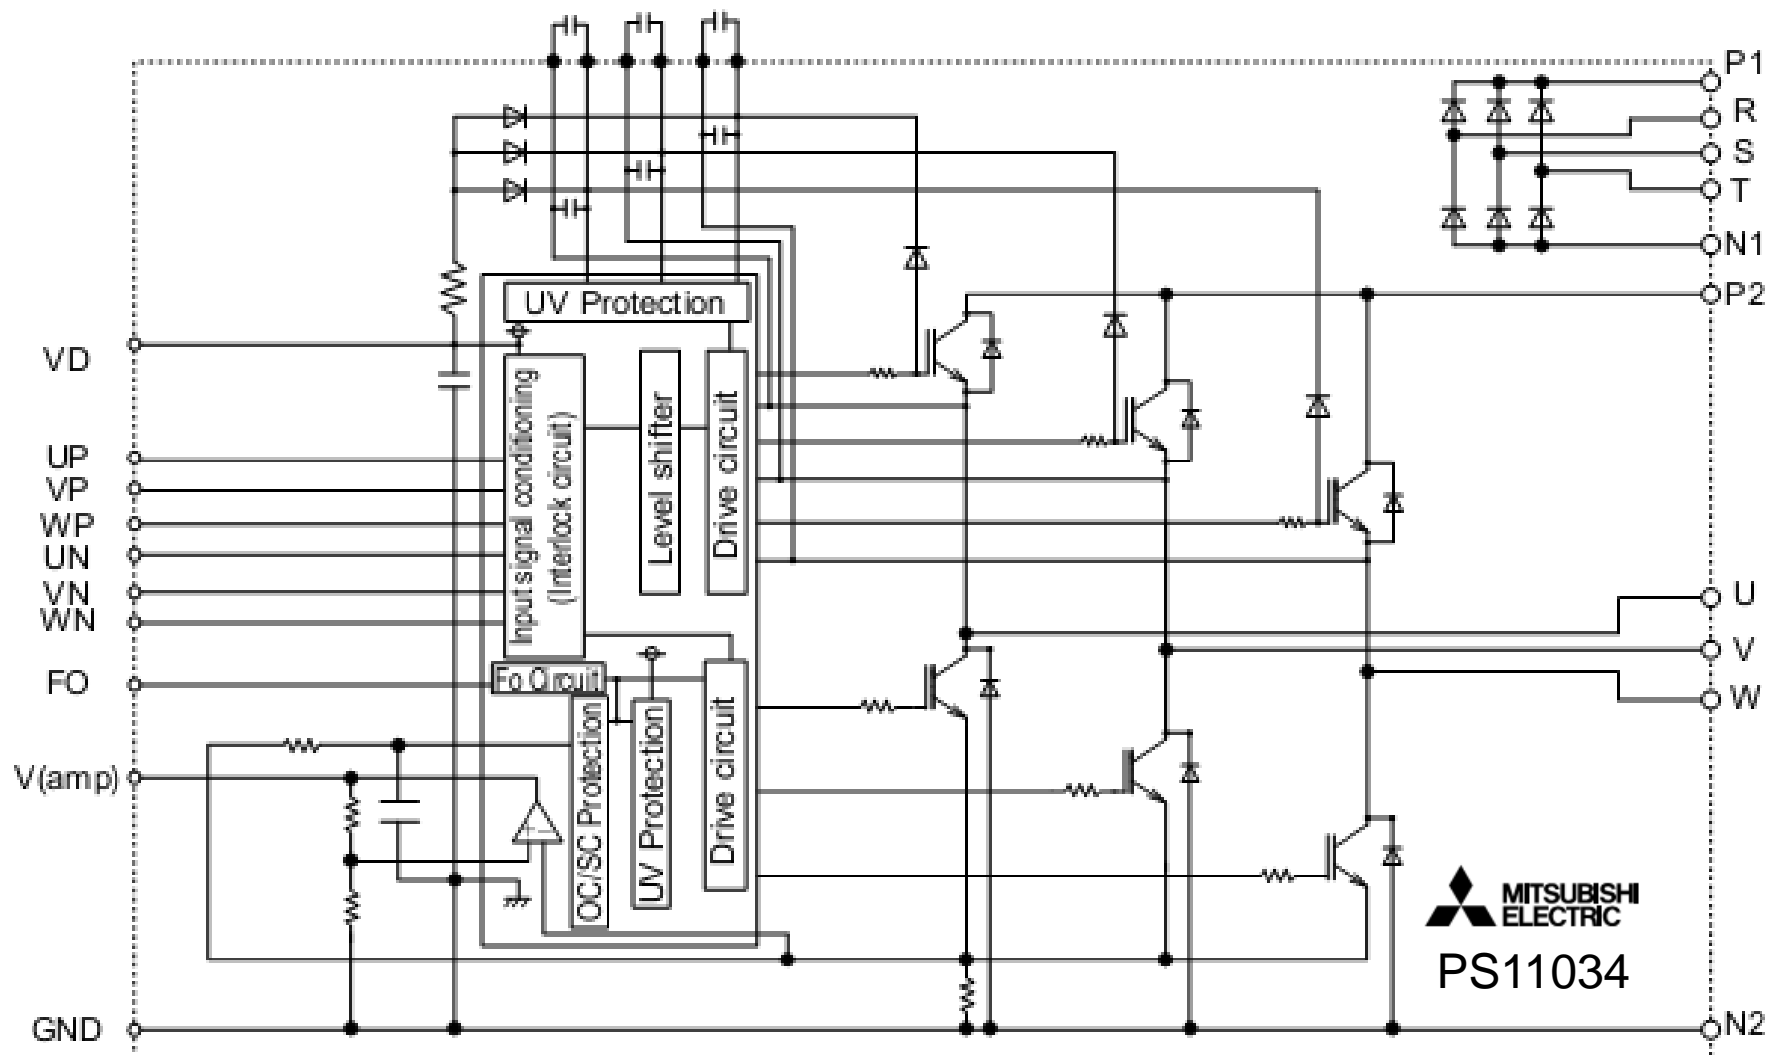 P1
R
S
T
N1
P2
UV Protection
VD
Input signal conditioning
(Interlock circuit)
Level shifter
Drive circuit
UP
VP
WP
UN
VN
WN
U
V
W
FO
Fo Circuit
OC/SC Protection
UV Protection
Drive circuit
V(amp)
MITSUBISHI
ELECTRIC
PS11034
GND
N2